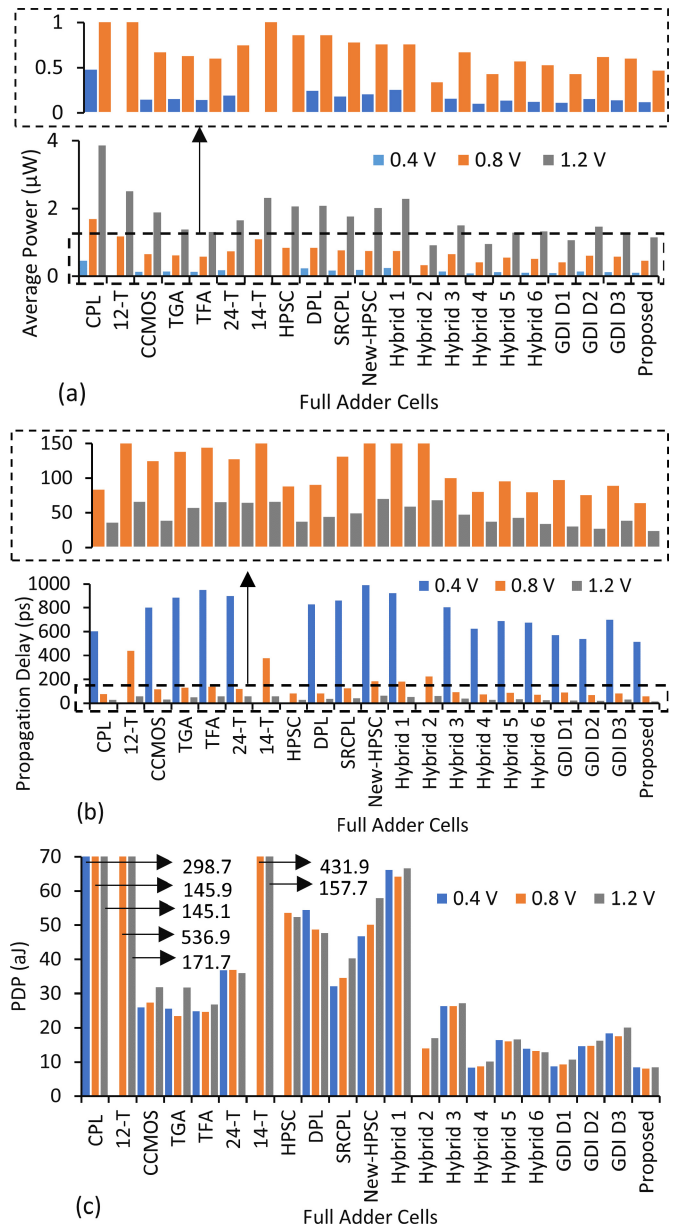 1
0.5
0
4
2
0
Average Power (µW)
0.4 V 0.8 V 1.2 V
CPL
12-T
CCMOS
TGA
TFA
24-T
14-T
HPSC
DPL
SRCPL
New-HPSC
Hybrid 1
Hybrid 2
Hybrid 3
Hybrid 4
Hybrid 5
Hybrid 6
GDI D1
GDI D2
GDI D3
Proposed
(a)
Full Adder Cells
150
100
50
0
1000
800
600
400
200
0
Propagation Delay (ps)
0.4 V 0.8 V 1.2 V
CPL
12-T
CCMOS
TGA
TFA
24-T
14-T
HPSC
DPL
SRCPL
New-HPSC
Hybrid 1
Hybrid 2
Hybrid 3
Hybrid 4
Hybrid 5
Hybrid 6
GDI D1
GDI D2
GDI D3
Proposed
(b)
Full Adder Cells
70
60
50
40
30
20
10
0
PDP (aJ)
298.7
145.9
145.1
536.9
171.7
431.9
157.7
0.4 V 0.8 V 1.2 V
CPL
12-T
CCMOS
TGA
TFA
24-T
14-T
HPSC
DPL
SRCPL
New-HPSC
Hybrid 1
Hybrid 2
Hybrid 3
Hybrid 4
Hybrid 5
Hybrid 6
GDI D1
GDI D2
GDI D3
Proposed
(c)
Full Adder Cells